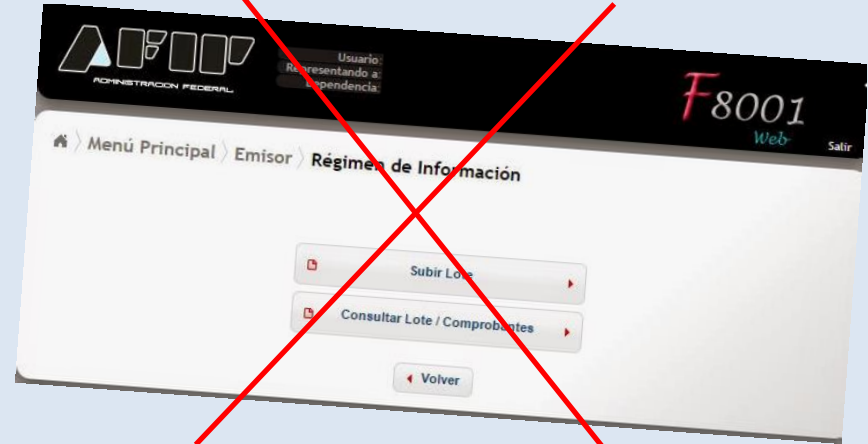 AFIP
ADMINISTRACION FEDERAL
Usuario:
Representando a:
Dependencia:
F8001
Web
Salir
Menú Principal Emisor Régimen de Información
Subir Lote
Consultar Lote / Comprobantes
Volver